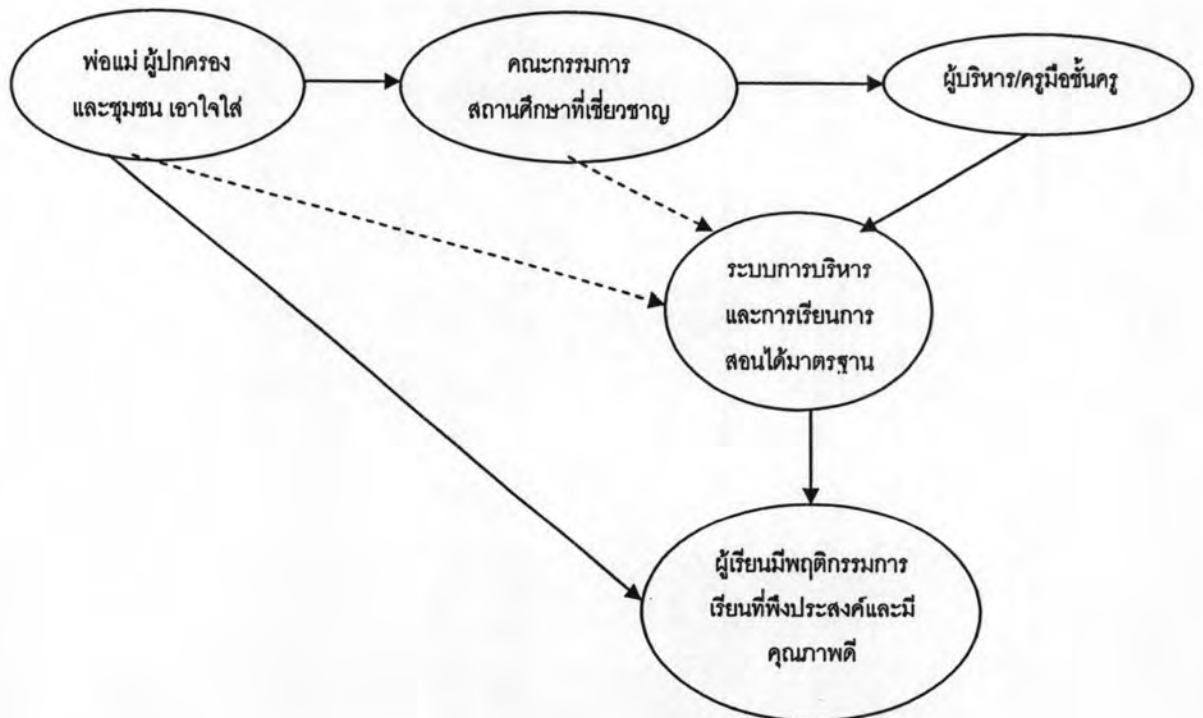 พ่อแม่ ผู้ปกครอง
และชุมชน เอาใจใส่
คณะกรรมการ
สถานศึกษาที่เชี่ยวชาญ
ผู้บริหาร/ครูมืออชั้นครู
ระบบการบริหาร
และการเรียนการ
สอนได้มาตรฐาน
ผู้เรียนมีพฤติกรรมการ
เรียนที่พึงประสงค์และมี
คุณภาพดี